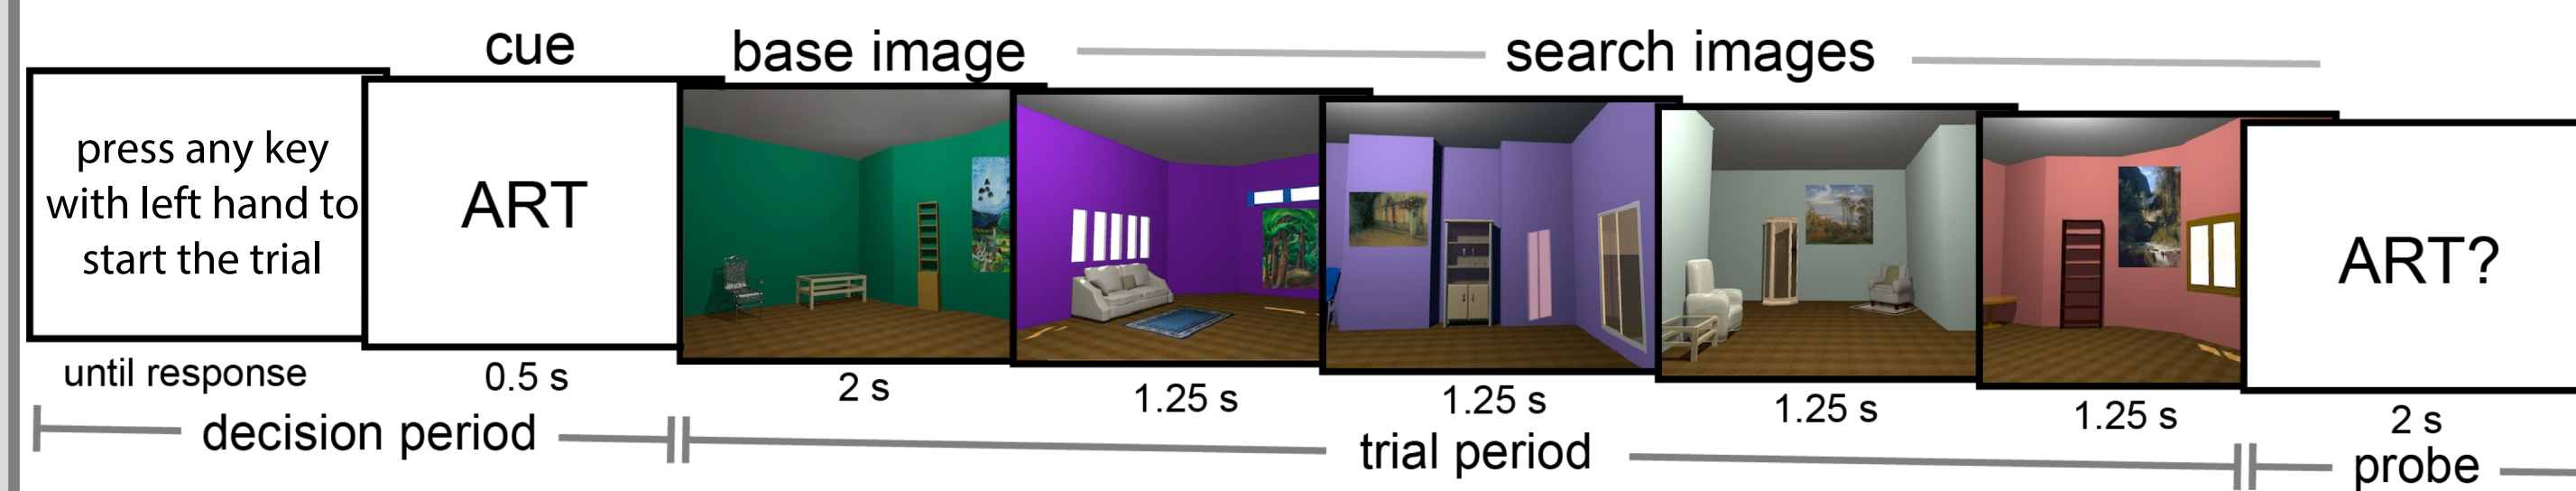 cue
base image
search images
press any key
with left hand to
start the trial
ART
ART?
until response
0.5 s
2 s
1.25 s
1.25 s
1.25 s
1.25 s
2 s
decision period
trial period
probe